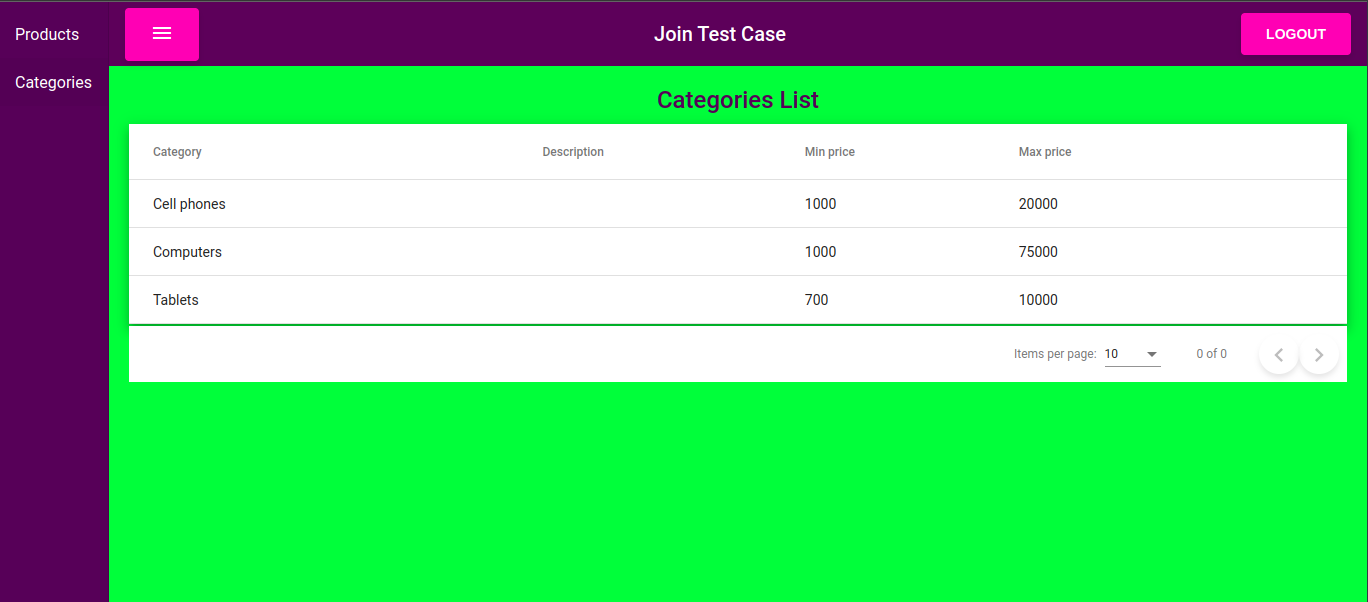 Products
Categories
Join Test Case
LOGOUT
Categories List
Category Description Min price Max price
Cell phones 1000 20000
Computers 1000 75000
Tablets 700 10000
Items per page: 10 0 of 0